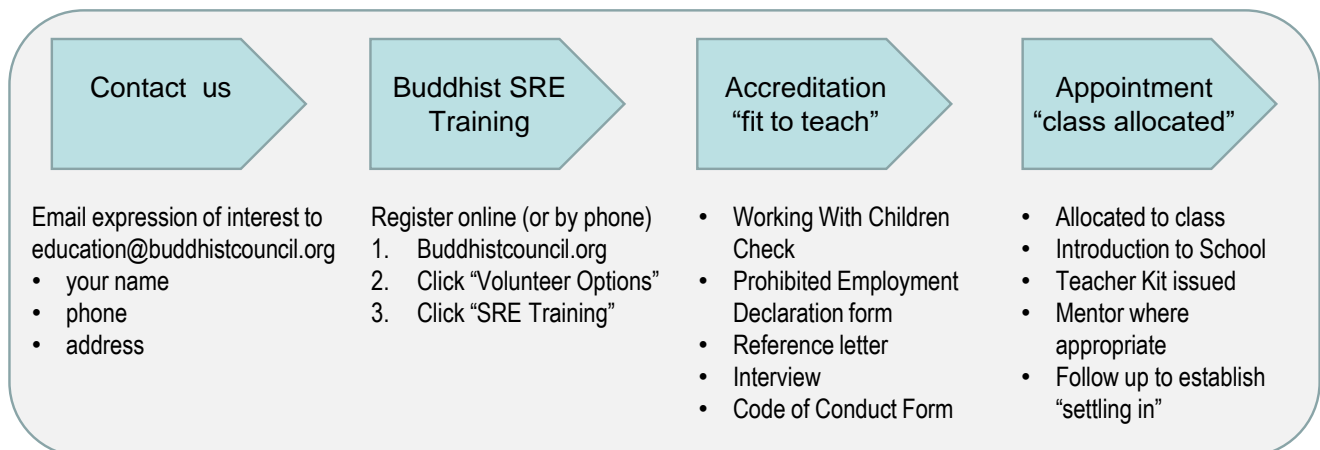 Contact us
Email expression of interest to
education@buddhistcouncil.org
• your name
• phone
• address
Buddhist SRE
Training
Register online (or by phone)
1. Buddhistcouncil.org
2. Click “Volunteer Options”
3. Click “SRE Training”
Accreditation
“fit to teach”
• Working With Children
Check
• Prohibited Employment
Declaration form
• Reference letter
• Interview
• Code of Conduct Form
Appointment
“class allocated”
• Allocated to class
• Introduction to School
• Teacher Kit issued
• Mentor where
appropriate
• Follow up to establish
“settling in”